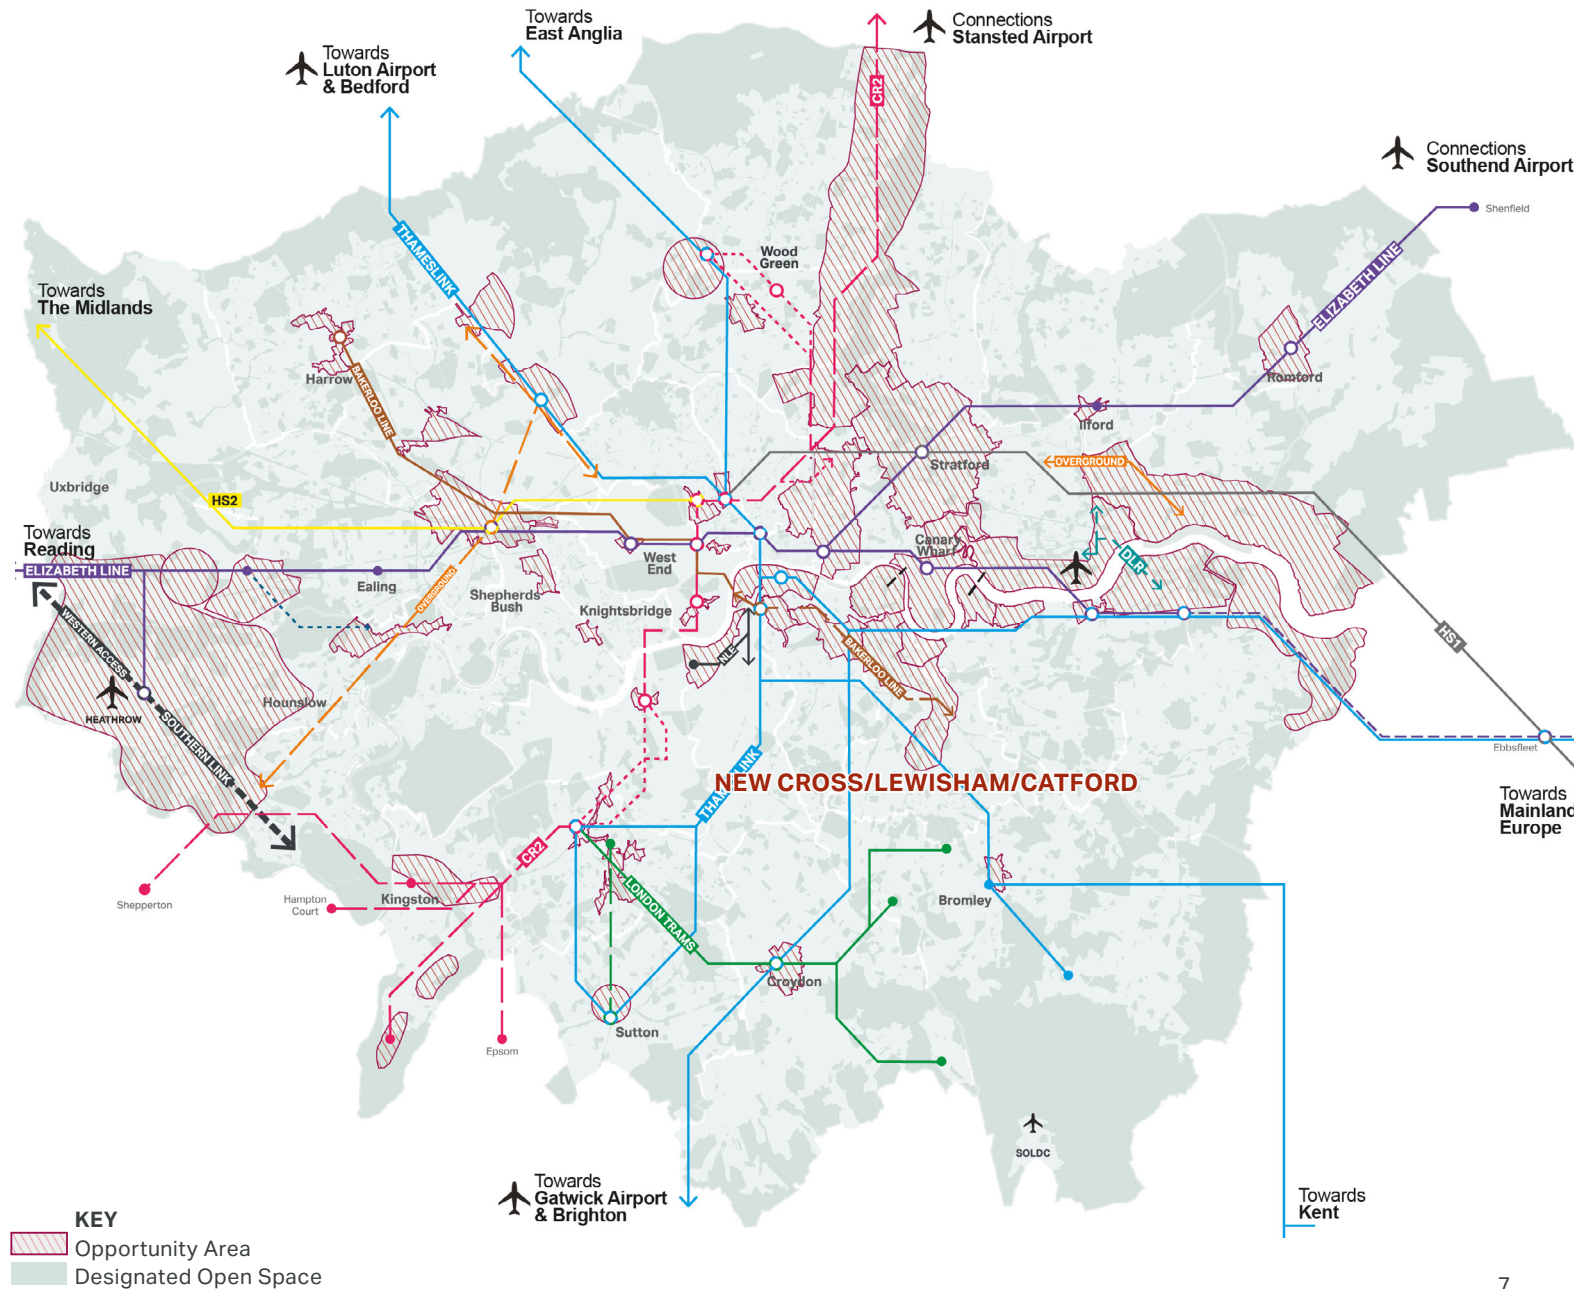 Towards
East Anglia
Connections
Stansted Airport
Towards
Luton Airport
& Bedford
CR2
Connections
Southend Airport
Shenfield
THAMESLINK
Wood
Green
ELIZABETH LINE
Towards
The Midlands
Harrow
BAKERLOO LINE
Romford
Ilford
Stratford
OVERGROUND
Uxbridge
HS2
Towards
Reading
ELIZABETH LINE
Ealing
West
End
Canary
Wharf
DLR
OVERGROUND
Shepherds
Bush
Knightsbridge
WESTERN ACCESS
NLE
BAKERLOO LINE
HS1
HEATHROW
Hounslow
SOUTHERN LINK
Ebbsfleet
THAMESLINK
NEW CROSS/LEWISHAM/CATFORD
Towards
Mainland
Europe
CR2
Shepperton
Hampton
Court
Kingston
LONDON TRAMS
Bromley
Croydon
Sutton
Epsom
SOLDC
Towards
Gatwick Airport
& Brighton
Towards
Kent
KEY
Opportunity Area
Designated Open Space
7